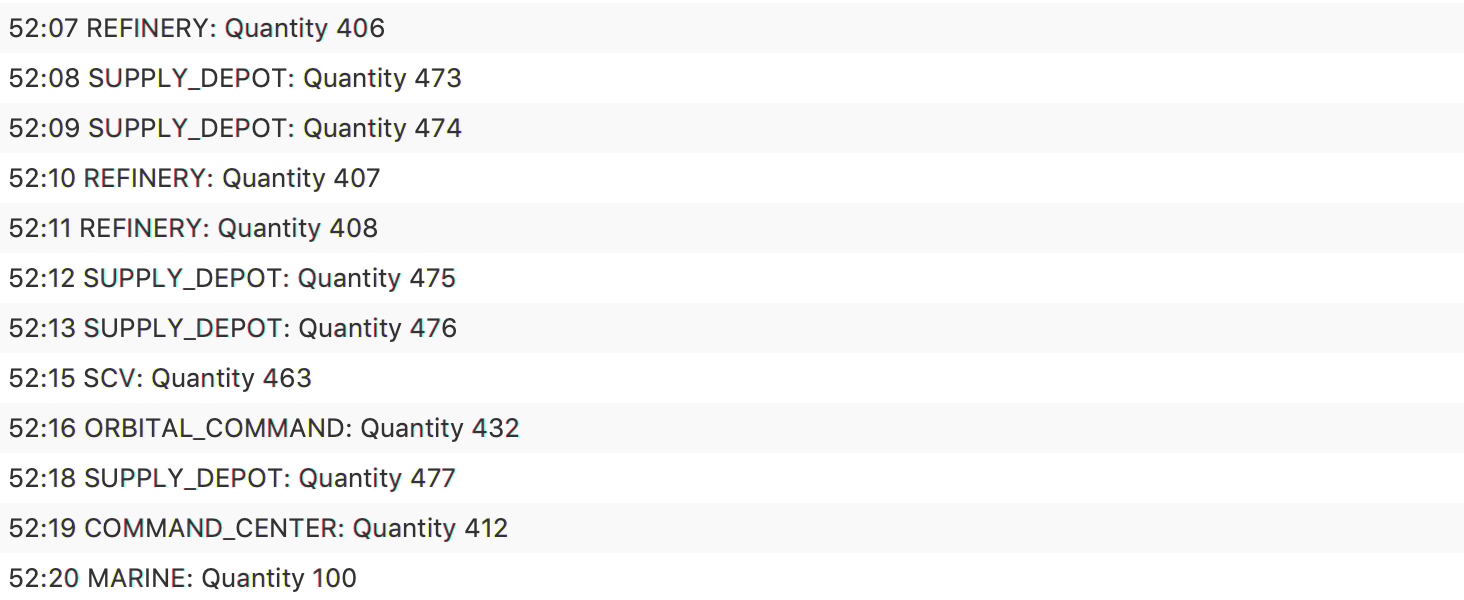 52:07 REFINERY: Quantity 406
52:08 SUPPLY_DEPOT: Quantity 473
52:09 SUPPLY_DEPOT: Quantity 474
52:10 REFINERY: Quantity 407
52:11 REFINERY: Quantity 408
52:12 SUPPLY_DEPOT: Quantity 475
52:13 SUPPLY_DEPOT: Quantity 476
52:15 SCV: Quantity 463
52:16 ORBITAL_COMMAND: Quantity 432
52:18 SUPPLY_DEPOT: Quantity 477
52:19 COMMAND_CENTER: Quantity 412
52:20 MARINE: Quantity 100